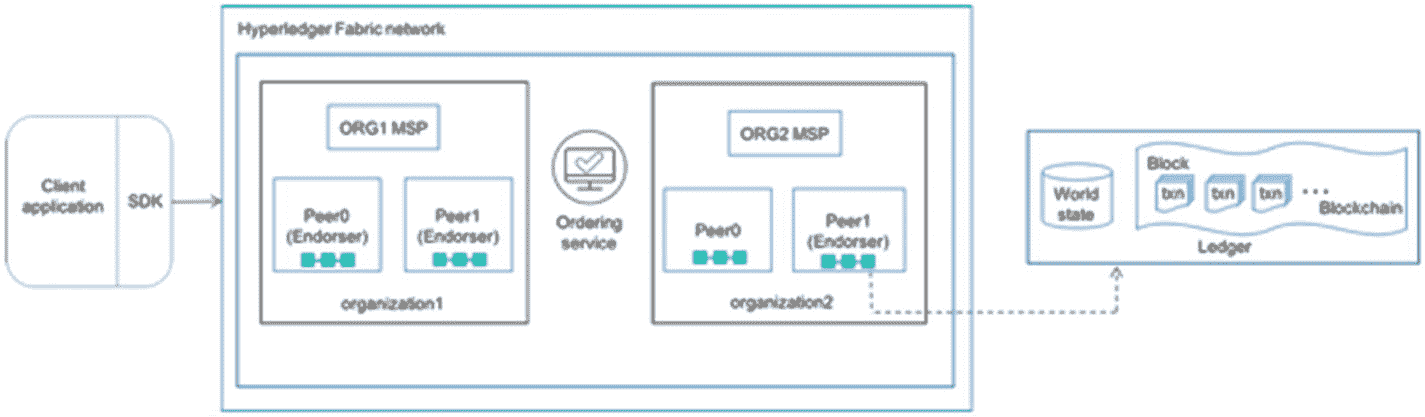 Hyperledger Fabric network
Client
application
SDK
ORG1 MSP
Peer0
(Endorser)
Peer1
(Endorser)
organization1
Ordering
service
ORG2 MSP
Peer0
Peer1
(Endorser)
organization2
World
state
Block
txn
txn
txn
Blockchain
Ledger